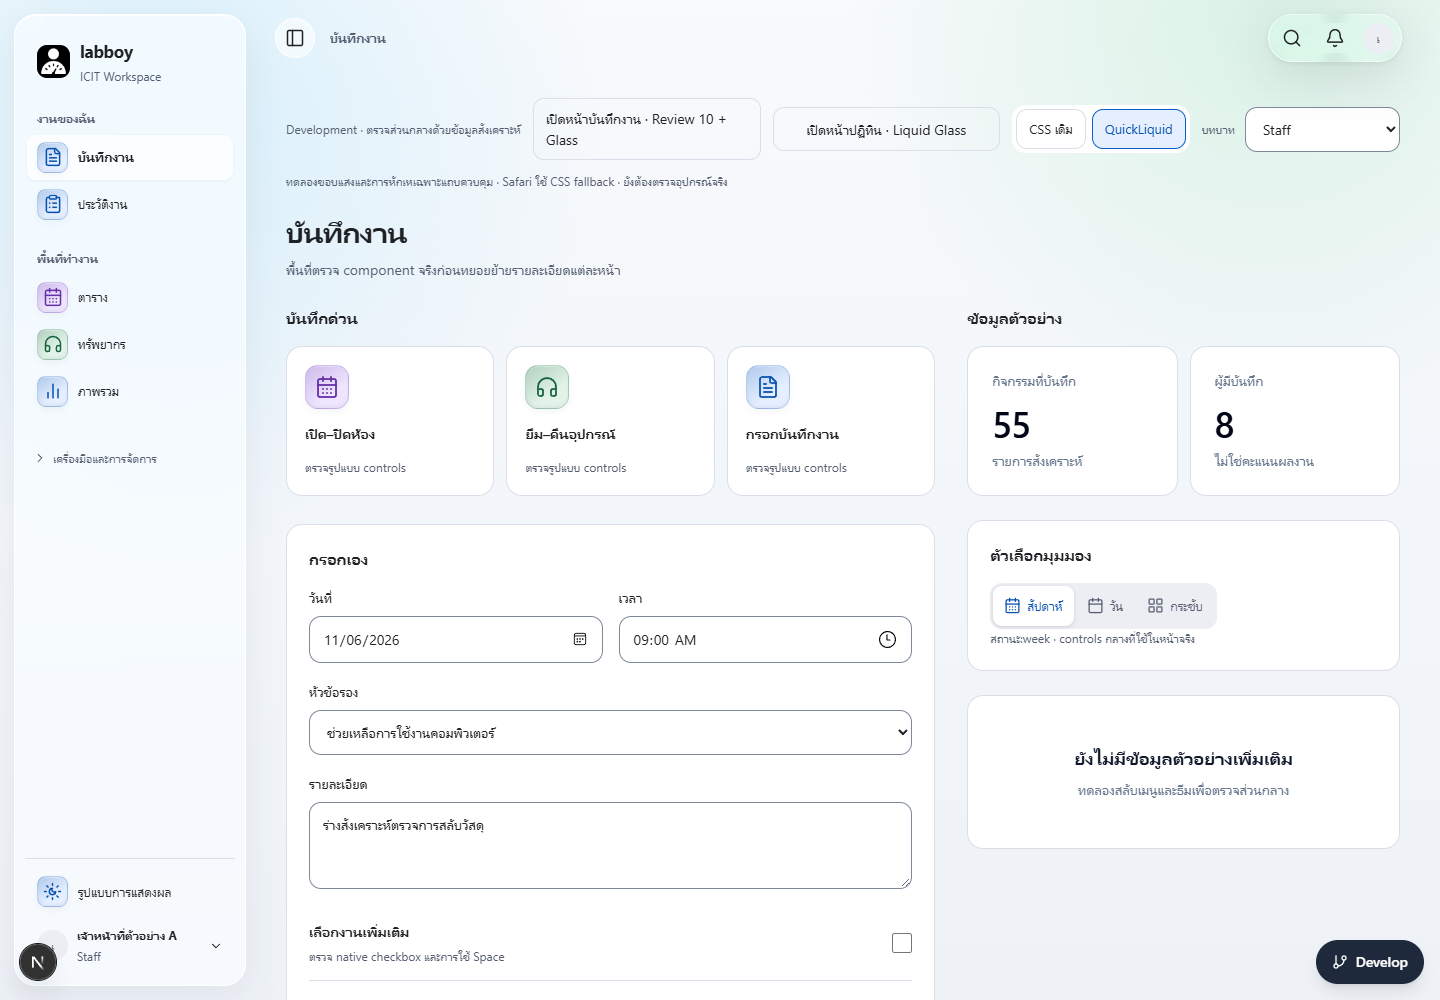 labboy
ICIT Workspace
งานของฉัน
บันทึกงาน
ประวัติงาน
พื้นที่ทำงาน
ตาราง
ทรัพยากร
ภาพรวม
เครื่องมือและการจัดการ
รูปแบบการแสดงผล
เจ้าหน้าที่ตัวอย่าง A
Staff
N
บันทึกงาน
Development · ตรวจส่วนกลางด้วยข้อมูลสังเคราะห์
เปิดหน้าบันทึกงาน · Review 10 +
Glass
เปิดหน้าปฏิทิน · Liquid Glass
CSS เดิม
QuickLiquid
บทบาท
Staff
ทดลองขอบแสงและการหักเหเฉพาะแถบควบคุม · Safari ใช้ CSS fallback · ยังต้องตรวจอุปกรณ์จริง
บันทึกงาน
พื้นที่ตรวจ component จริงก่อนทยอยย้ายรายละเอียดแต่ละหน้า
บันทึกด่วน
เปิด–ปิดห้อง
ตรวจรูปแบบ controls
ยืม–คืนอุปกรณ์
ตรวจรูปแบบ controls
กรอกบันทึกงาน
ตรวจรูปแบบ controls
ข้อมูลตัวอย่าง
กิจกรรมที่บันทึก
55
รายการสังเคราะห์
ผู้มีบันทึก
8
ไม่ใช่คะแนนผลงาน
กรอกเอง
วันที่
11/06/2026
เวลา
09:00 AM
หัวข้อรอง
ช่วยเหลือการใช้งานคอมพิวเตอร์
รายละเอียด
ร่างสังเคราะห์ตรวจการสลับวัสดุ
เลือกงานเพิ่มเติม
ตรวจ native checkbox และการใช้ Space
ตัวเลือกมุมมอง
สัปดาห์
วัน
กระชับ
สถานะ:week · controls กลางที่ใช้ในหน้าจริง
ยังไม่มีข้อมูลตัวอย่างเพิ่มเติม
ทดลองสลับเมนูและธีมเพื่อตรวจส่วนกลาง
Develop